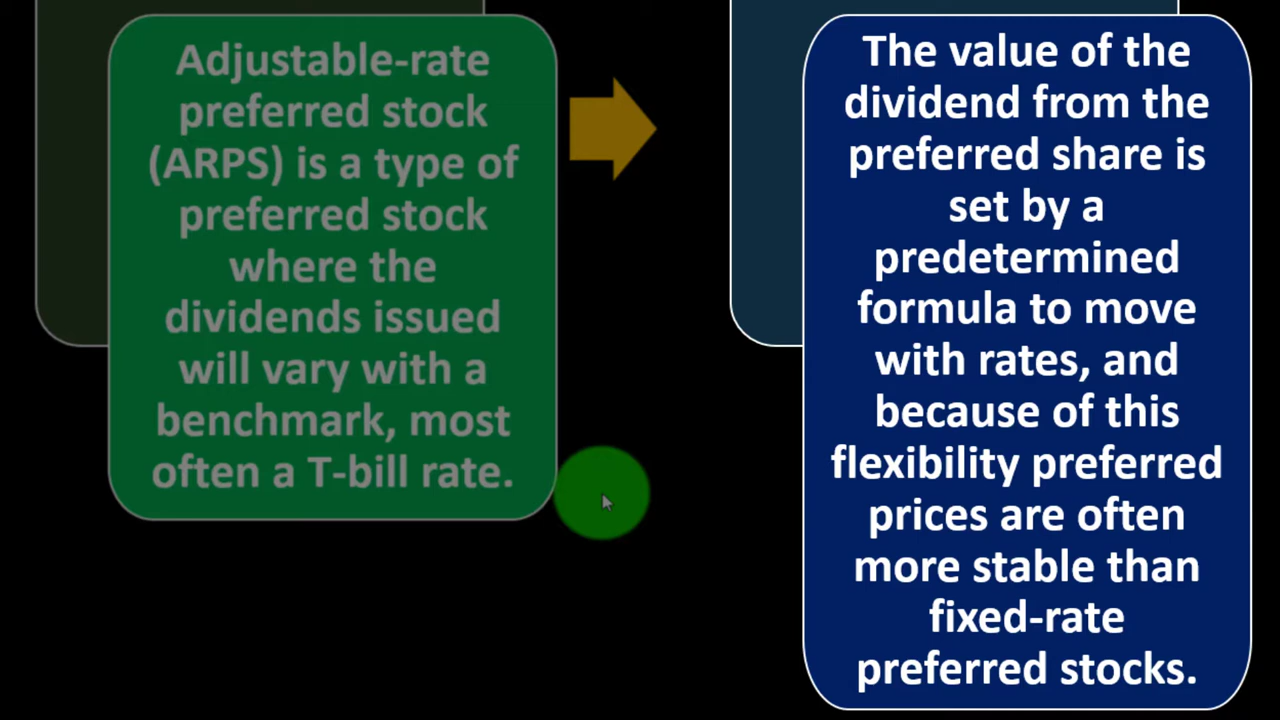 Adjustable-rate
preferred stock
(ARPS) is a type of
preferred stock
where the
dividends issued
will vary with a
benchmark, most
often a T-bill rate.
The value of the
dividend from the
preferred share is
set by a
predetermined
formula to move
with rates, and
because of this
flexibility preferred
prices are often
more stable than
fixed-rate
preferred stocks.